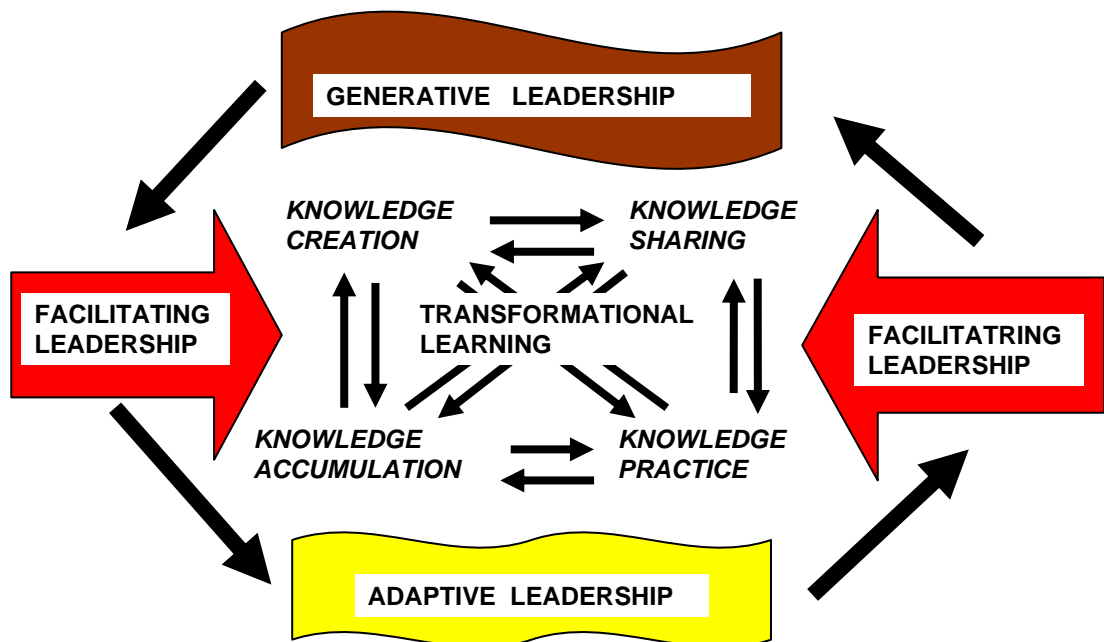 GENERATIVE LEADERSHIP
KNOWLEDGE
CREATION
KNOWLEDGE
SHARING
FACILITATING
LEADERSHIP
TRANSFORMATIONAL
LEARNING
FACILITATRING
LEADERSHIP
KNOWLEDGE
ACCUMULATION
KNOWLEDGE
PRACTICE
ADAPTIVE LEADERSHIP